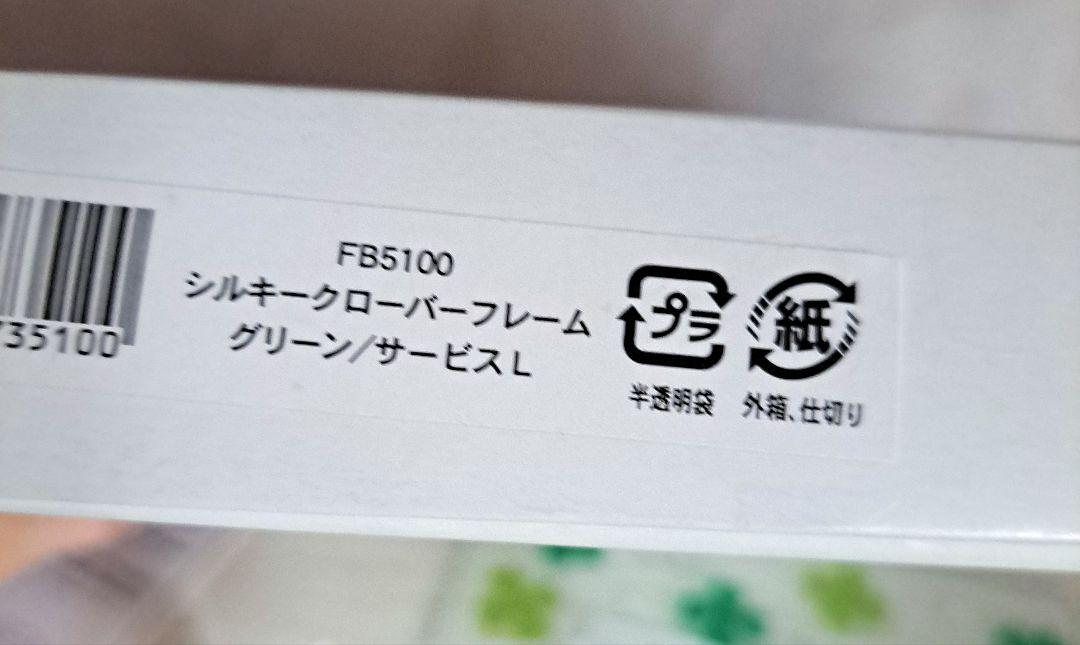 FB5100
シルキークローバーフレーム
グリーン/サービスL
35100
プラ
紙
半透明袋
外箱、仕切り